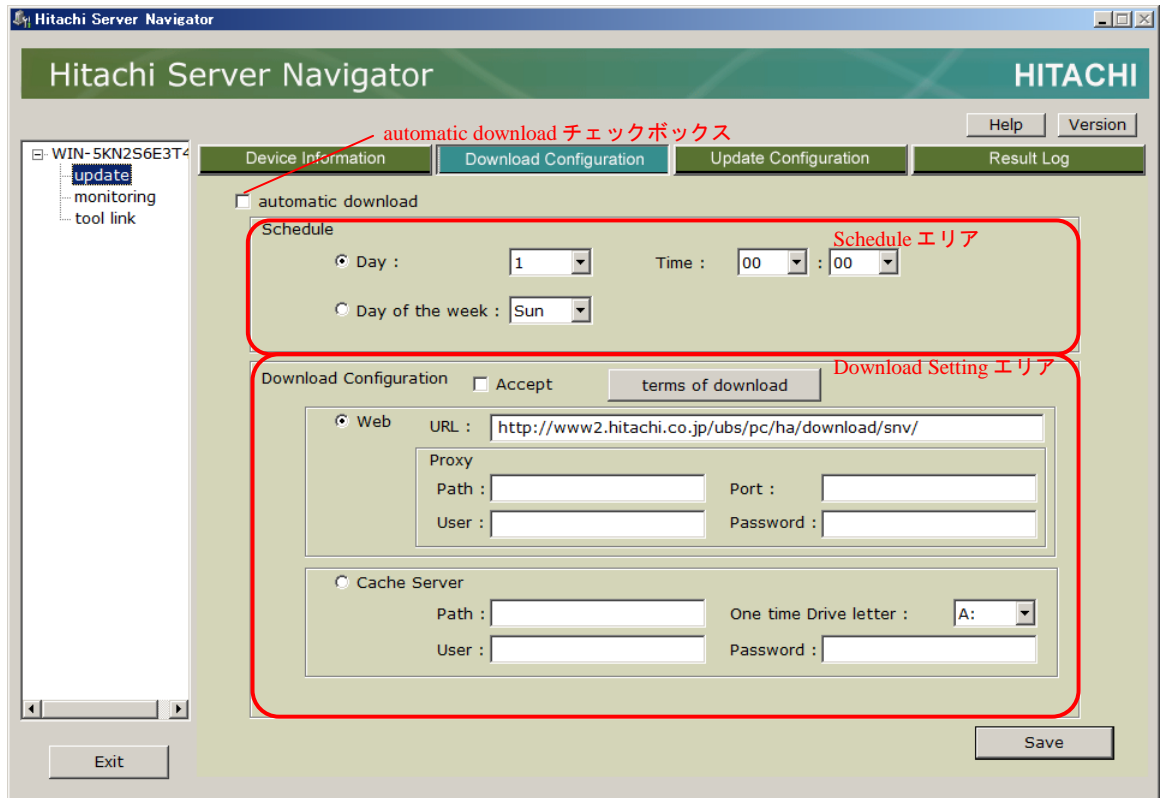 Hitachi Server Navigator
Hitachi Server Navigator HITACHI
Help Version
automatic download チェックボックス
WIN-5KN2S6E3T4
update
monitoring
tool link
Device Information Download Configuration Update Configuration Result Log
automatic download
Schedule Schedule エリア
Day : 1 Time : 00 : 00
Day of the week : Sun
Download Setting エリア
Download Configuration Accept terms of download
Web URL : http://www2.hitachi.co.jp/ubs/pc/ha/download/snv/
Proxy
Path : Port :
User : Password :
Cache Server
Path : One time Drive letter : A:
User : Password :
Save
Exit